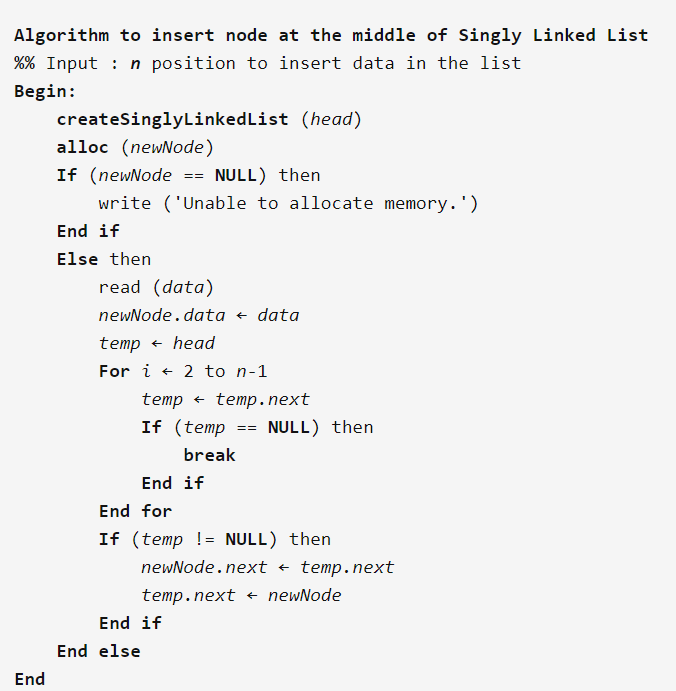 Algorithm to insert node at the middle of Singly Linked List
%% Input : n position to insert data in the list
Begin:
createSinglyLinkedList (head)
alloc (newNode)
If (newNode == NULL) then
write ('Unable to allocate memory.')
End if
Else then
read (data)
newNode.data ← data
temp ← head
For i ← 2 to n-1
temp ← temp.next
If (temp == NULL) then
break
End if
End for
If (temp != NULL) then
newNode.next ← temp.next
temp.next ← newNode
End if
End else
End